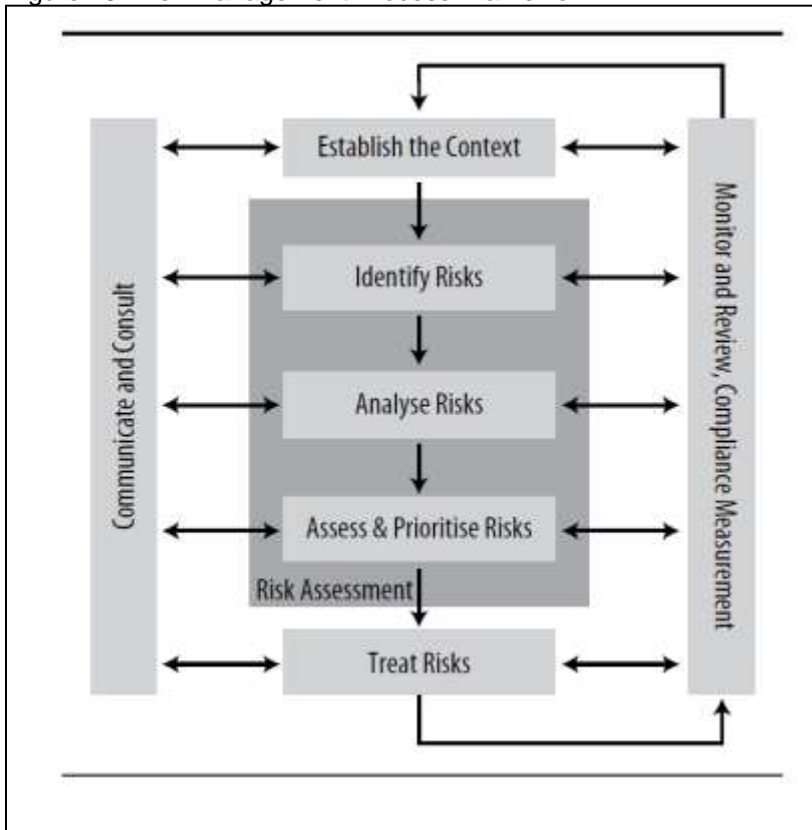 Establish the Context
Identify Risks
Analyse Risks
Assess & Prioritise Risks
Risk Assessment
Treat Risks
Communicate and Consult
Monitor and Review, Compliance Measurement